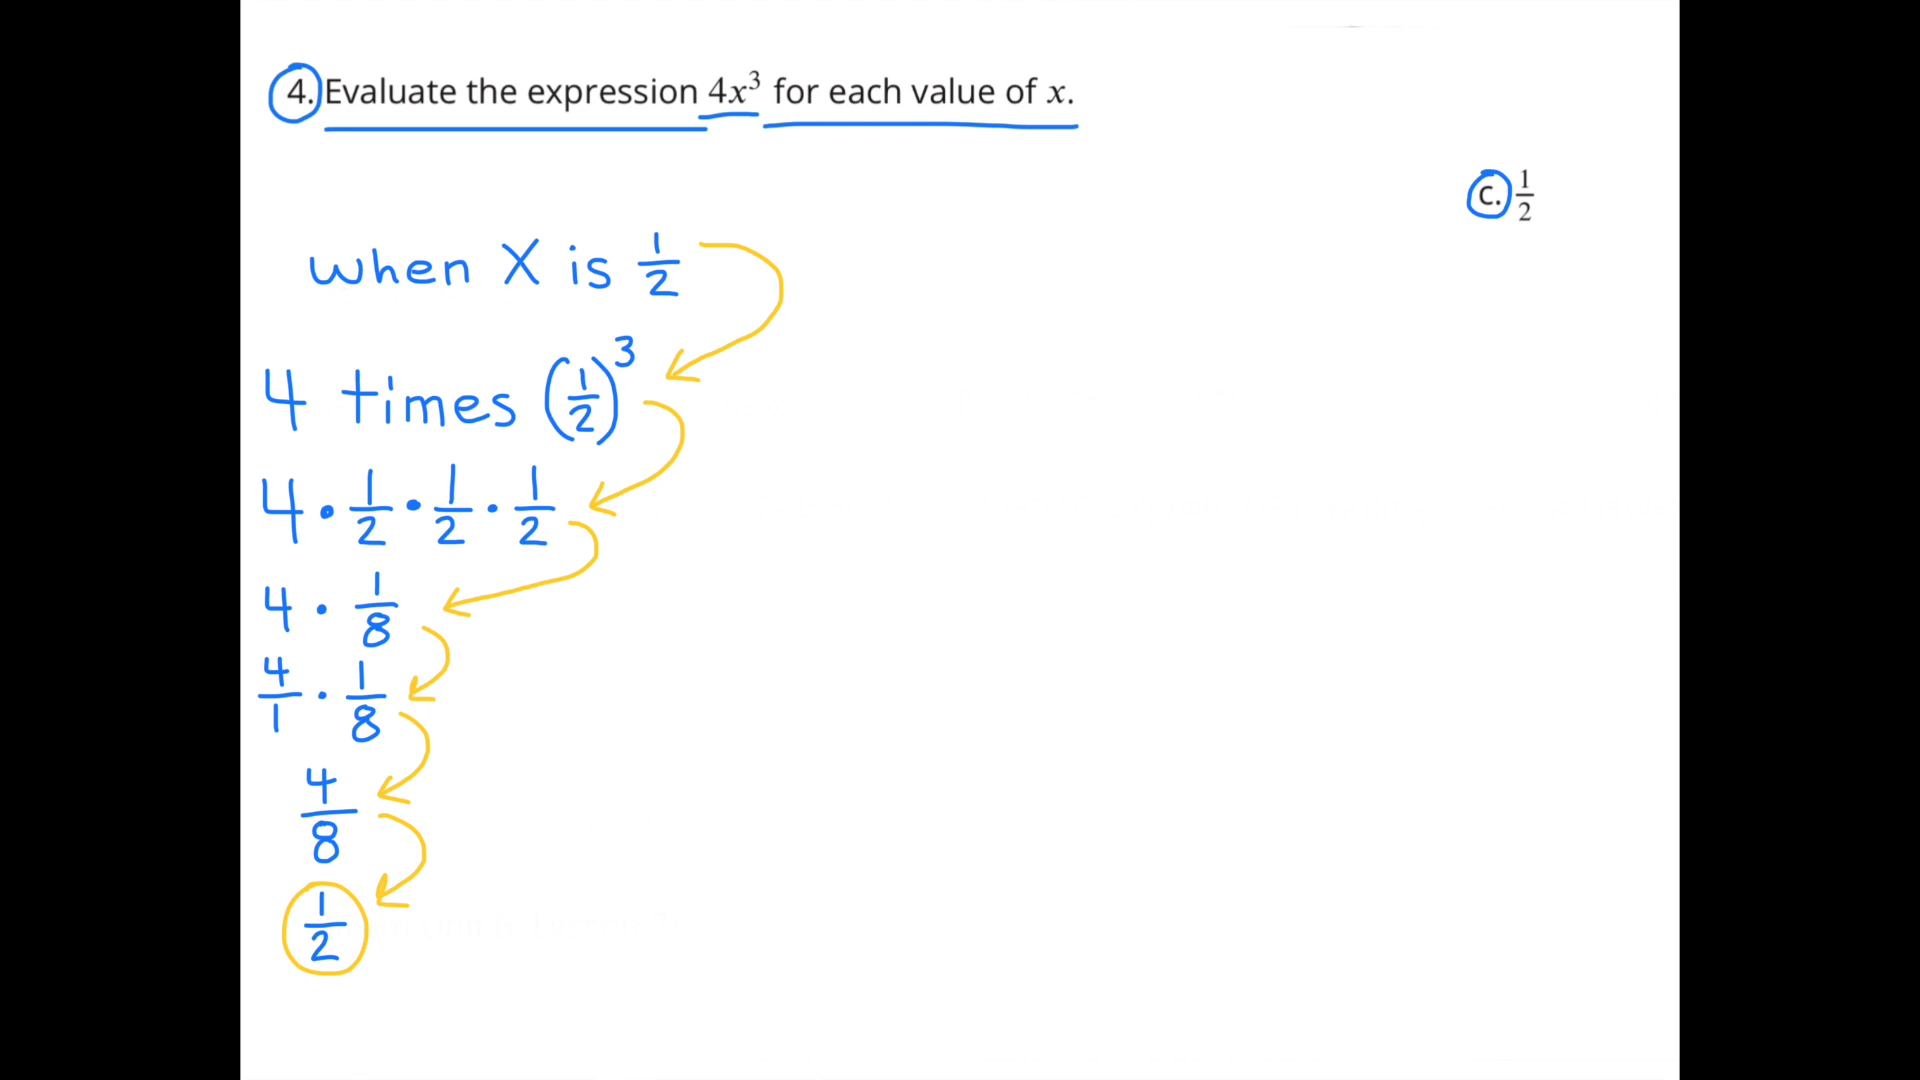 4. Evaluate the expression 4x³ for each value of x.
c. 1/2
when X is 1/2
4 times (1/2)³
4 · 1/2 · 1/2 · 1/2
4 · 1/8
4/1 · 1/8
4/8
1/2